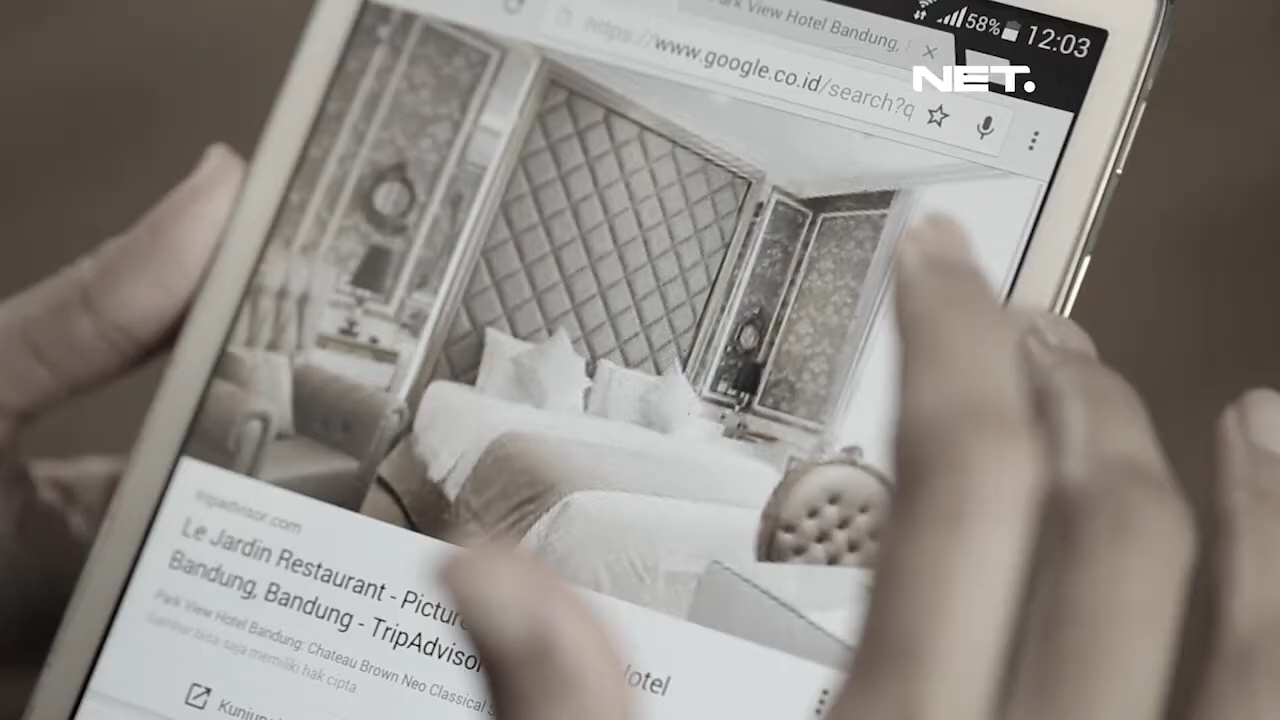 Park View Hotel Bandung,
58% 12:03
NET.
https://www.google.co.id/search?q
tripadvisor.com
Le Jardin Restaurant - Picture
Hotel
Bandung, Bandung - TripAdvisor
Park View Hotel Bandung: Chateau Brown Neo Classical S
Gambar bisa saja memiliki hak cipta.